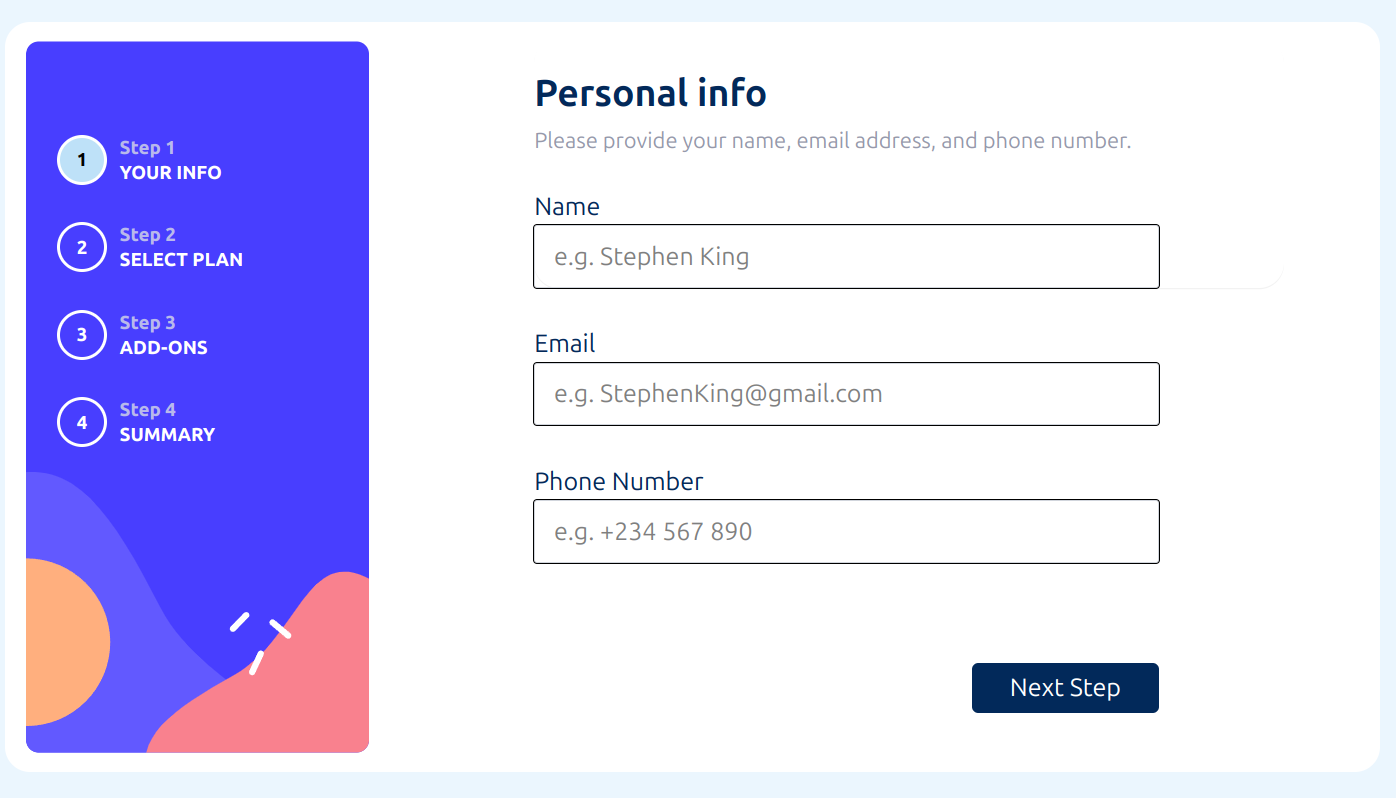 1
Step 1
YOUR INFO
2
Step 2
SELECT PLAN
3
Step 3
ADD-ONS
4
Step 4
SUMMARY
Personal info
Please provide your name, email address, and phone number.
Name
e.g. Stephen King
Email
e.g. StephenKing@gmail.com
Phone Number
e.g. +234 567 890
Next Step